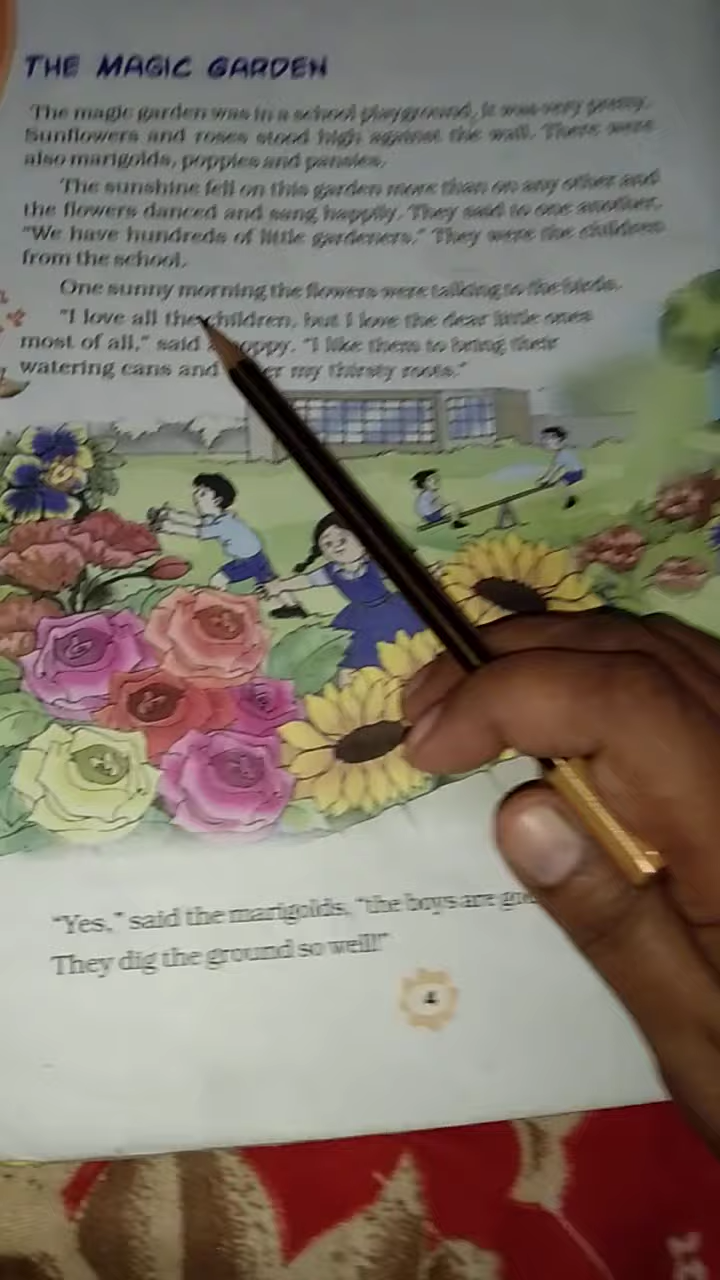 THE MAGIC GARDEN
The magic garden was in a school playground. It was very pretty.
Sunflowers and roses stood high against the wall. There were
also marigolds, poppies and pansies.
The sunshine fell on this garden more than on any other and
the flowers danced and sang happily. They said to one another,
"We have hundreds of little gardeners." They were the children
from the school.
One sunny morning the flowers were talking to the birds.
"I love all the children, but I love the dear little ones
most of all," said poppy. "I like them to bring their
watering cans and my thirsty roots."
"Yes," said the marigolds, "the boys are
They dig the ground so well!"
4